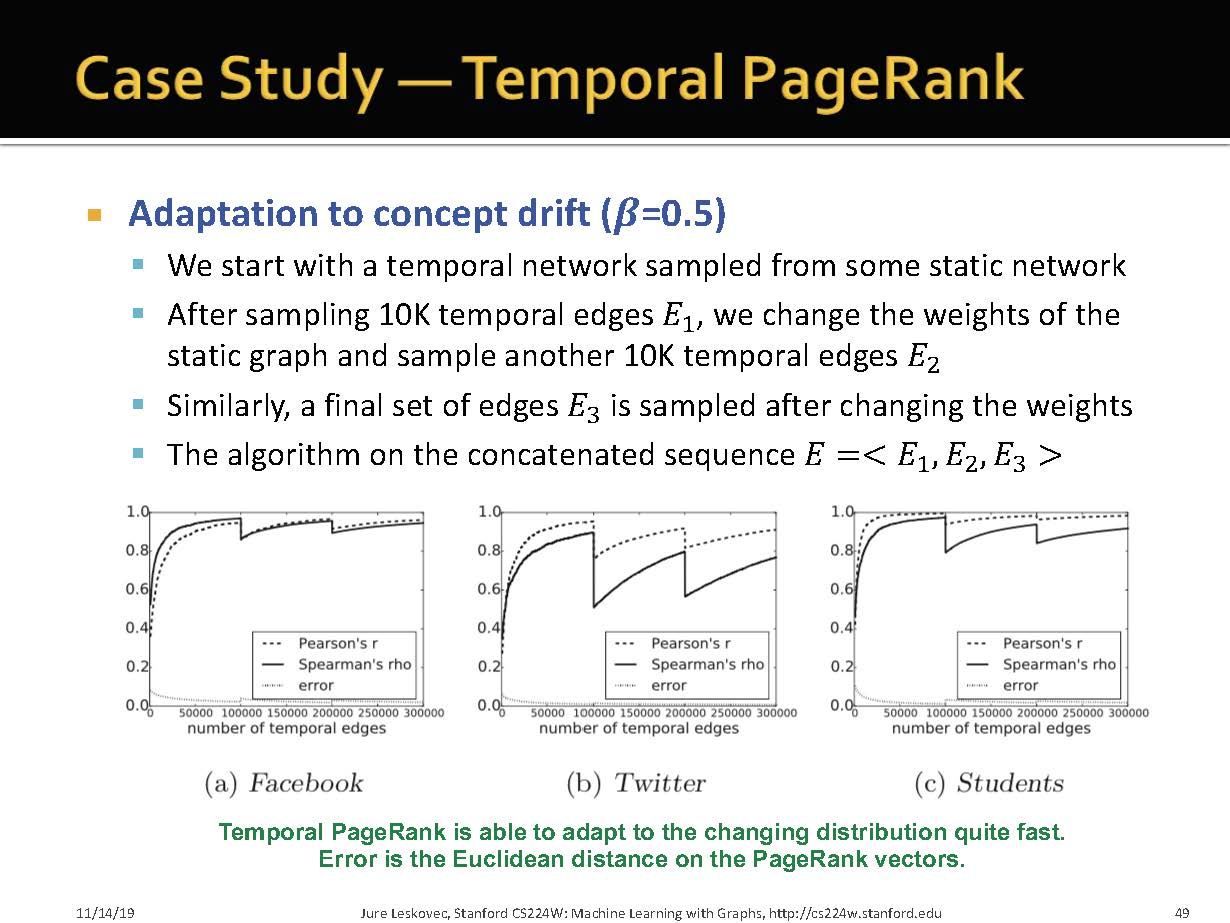 Case Study — Temporal PageRank
Adaptation to concept drift (𝜷=0.5)
We start with a temporal network sampled from some static network
After sampling 10K temporal edges 𝐸₁, we change the weights of the
static graph and sample another 10K temporal edges 𝐸₂
Similarly, a final set of edges 𝐸₃ is sampled after changing the weights
The algorithm on the concatenated sequence 𝐸 =< 𝐸₁, 𝐸₂, 𝐸₃ >
1.0
0.8
0.6
0.4
0.2
0.0
Pearson's r
Spearman's rho
error
0 50000 100000 150000 200000 250000 300000
number of temporal edges
(a) Facebook
1.0
0.8
0.6
0.4
0.2
0.0
Pearson's r
Spearman's rho
error
0 50000 100000 150000 200000 250000 300000
number of temporal edges
(b) Twitter
1.0
0.8
0.6
0.4
0.2
0.0
Pearson's r
Spearman's rho
error
0 50000 100000 150000 200000 250000 300000
number of temporal edges
(c) Students
Temporal PageRank is able to adapt to the changing distribution quite fast.
Error is the Euclidean distance on the PageRank vectors.
11/14/19 Jure Leskovec, Stanford CS224W: Machine Learning with Graphs, http://cs224w.stanford.edu 49